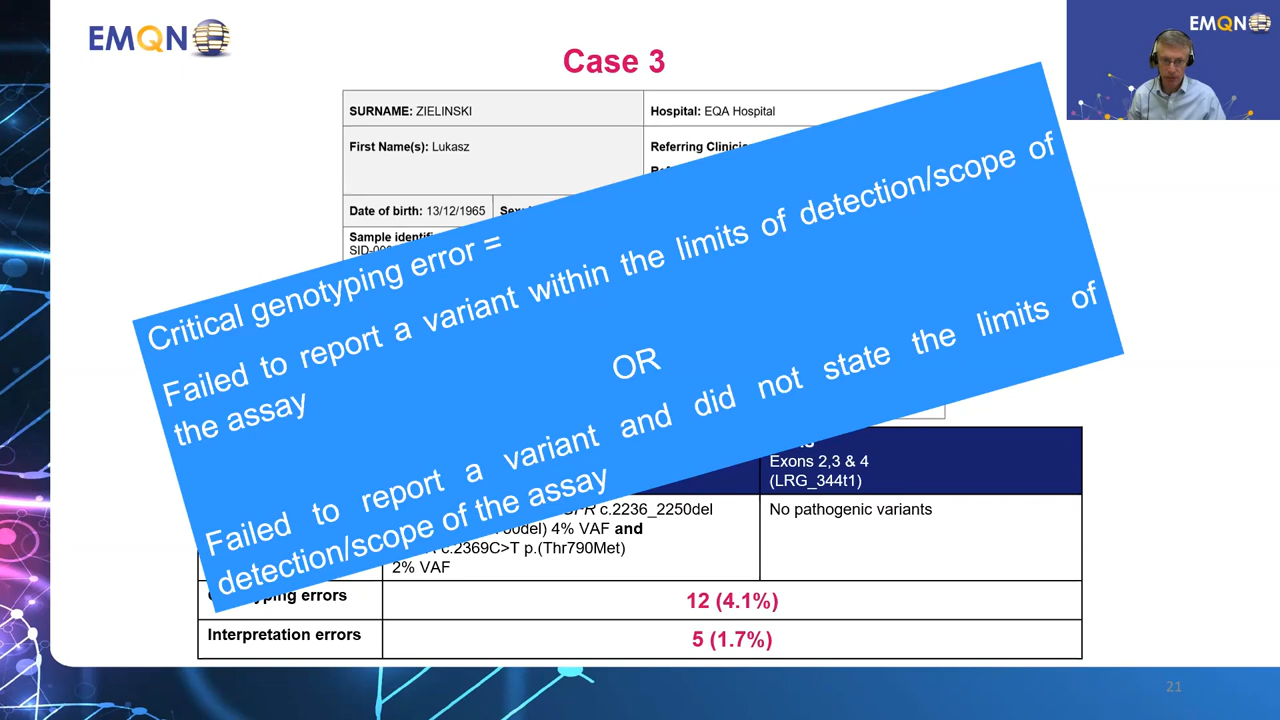 EMQN
EMQN
Case 3
SURNAME: ZIELINSKI
Hospital: EQA Hospital
First Name(s): Lukasz
Referring
Date of birth: 13/12/1965
Sample
Critical genotyping error =
Failed to report a variant within the limits of detection/scope of
the assay
OR
Failed to report a variant and did not state the limits of
detection/scope of the assay
Exons 2,3 & 4
(LRG_344t1)
c.2236_2250del
4% VAF and
c.2369C>T p.(Thr790Met)
2% VAF
No pathogenic variants
errors
12 (4.1%)
Interpretation errors
5 (1.7%)
21